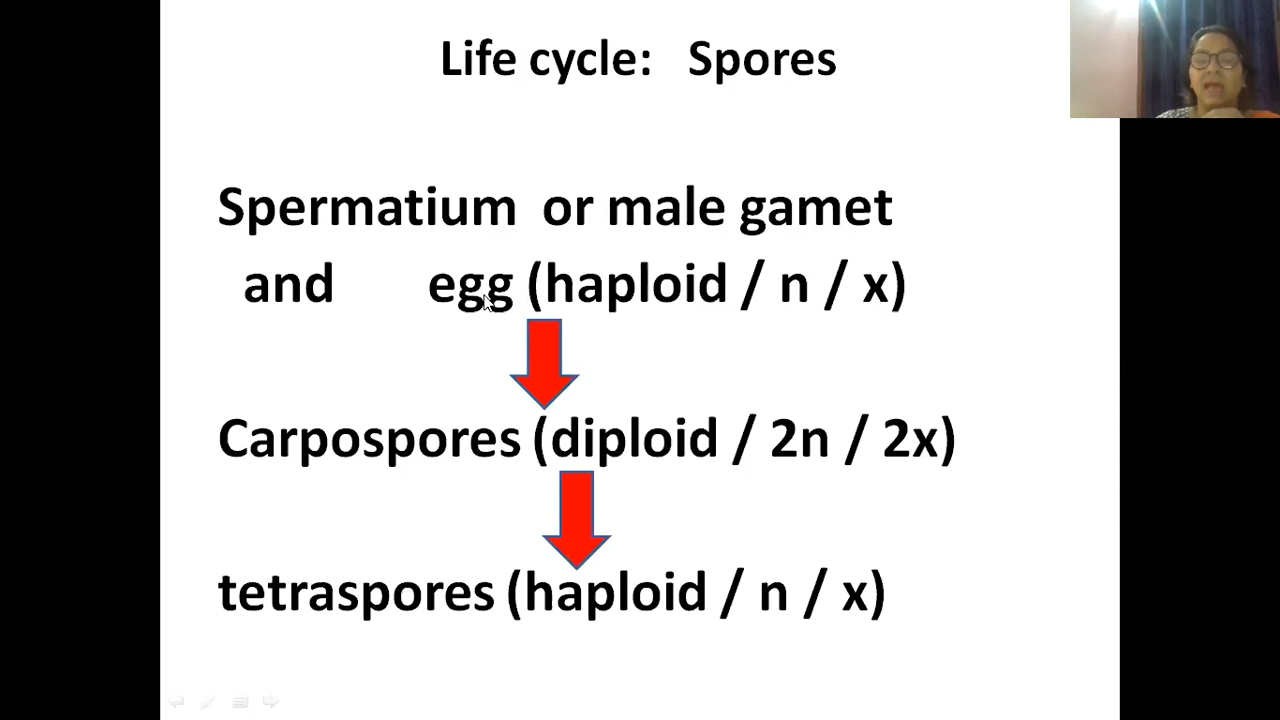 Life cycle: Spores
Spermatium or male gamet
and egg (haploid / n / x)
Carpospores (diploid / 2n / 2x)
tetraspores (haploid / n / x)